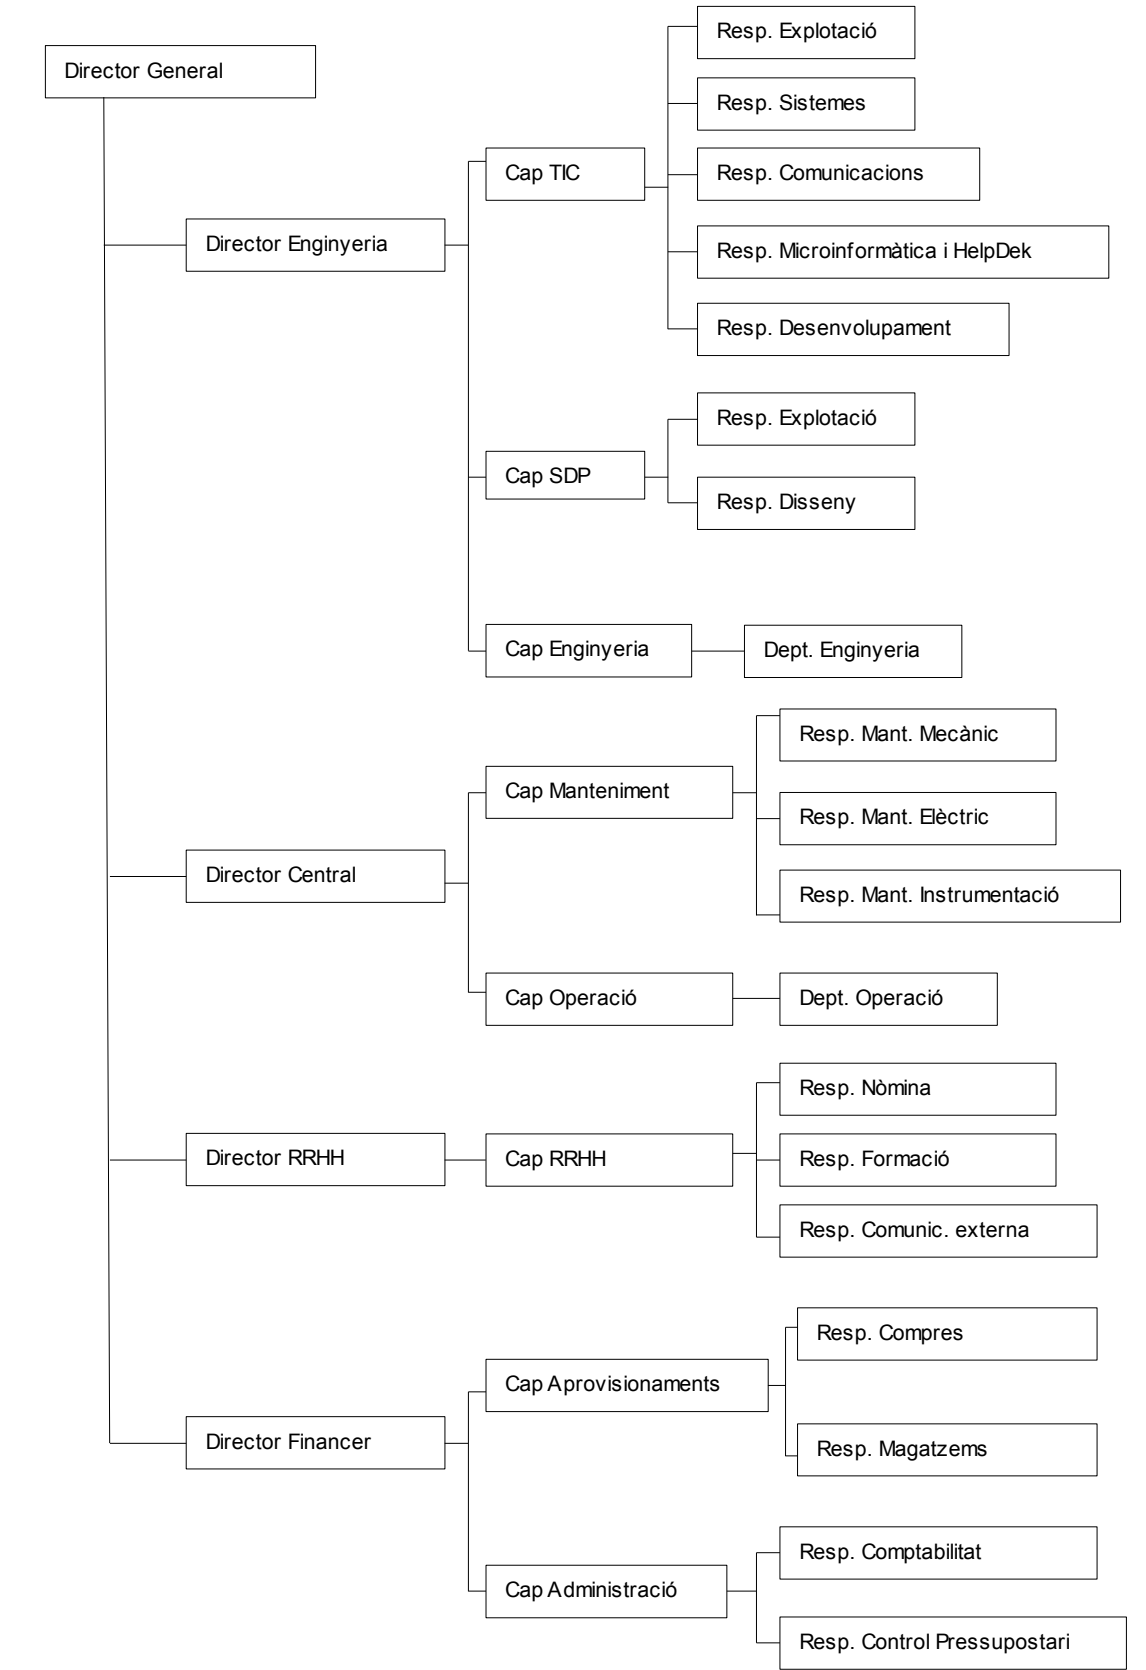 Director General
Director Enginyeria
Cap TIC
Resp. Explotació
Resp. Sistemes
Resp. Comunicacions
Resp. Microinformàtica i HelpDek
Resp. Desenvolupament
Cap SDP
Resp. Explotació
Resp. Disseny
Cap Enginyeria
Dept. Enginyeria
Director Central
Cap Manteniment
Resp. Mant. Mecànic
Resp. Mant. Elèctric
Resp. Mant. Instrumentació
Cap Operació
Dept. Operació
Director RRHH
Cap RRHH
Resp. Nòmina
Resp. Formació
Resp. Comunic. externa
Director Financer
Cap Aprovisionaments
Resp. Compres
Resp. Magatzems
Cap Administració
Resp. Comptabilitat
Resp. Control Pressupostari